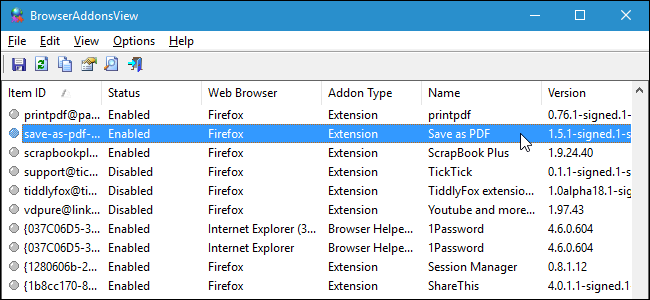 BrowserAddonsView
File Edit View Options Help
Item ID Status Web Browser Addon Type Name Version
printpdf@pa... Enabled Firefox Extension printpdf 0.76.1-signed.1-
save-as-pdf-... Enabled Firefox Extension Save as PDF 1.5.1-signed.1-s
scrapbookpl... Enabled Firefox Extension ScrapBook Plus 1.9.24.40
support@tic... Disabled Firefox Extension TickTick 0.1.1-signed.1-s
tiddlyfox@ti... Disabled Firefox Extension TiddlyFox extensio... 1.0alpha18.1-sig
vdpure@link... Disabled Firefox Extension Youtube and more... 1.97.43
{037C06D5-3... Enabled Internet Explorer (3... Browser Helpe... 1Password 4.6.0.604
{037C06D5-3... Enabled Internet Explorer Browser Helpe... 1Password 4.6.0.604
{1280606b-2... Enabled Firefox Extension Session Manager 0.8.1.12
{1b8cc170-8... Enabled Firefox Extension ShareThis 4.0.1.1-signed.1-